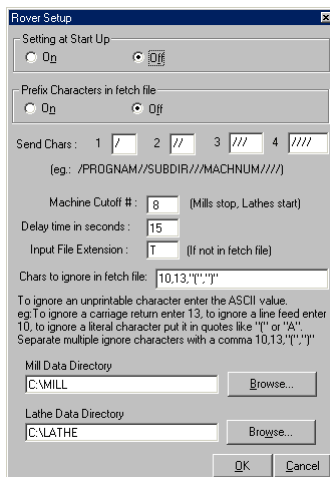 Rover Setup
Setting at Start Up
On Off
Prefix Characters in fetch file
On Off
Send Chars : 1 / 2 // 3 /// 4 ////
(eg.: /PROGNAM//SUBDIR///MACHNUM////)
Machine Cutoff # : 8 (Mills stop, Lathes start)
Delay time in seconds : 15
Input File Extension : T (If not in fetch file)
Chars to ignore in fetch file: 10,13,"(",")"
To ignore an unprintable character enter the ASCII value.
eg:To ignore a carriage return enter 13, to ignore a line feed enter
10, to ignore a literal character put it in quotes like "(" or "A".
Separate multiple ignore characters with a comma 10,13,"(",")"
Mill Data Directory
C:\MILL Browse...
Lathe Data Directory
C:\LATHE Browse...
OK Cancel